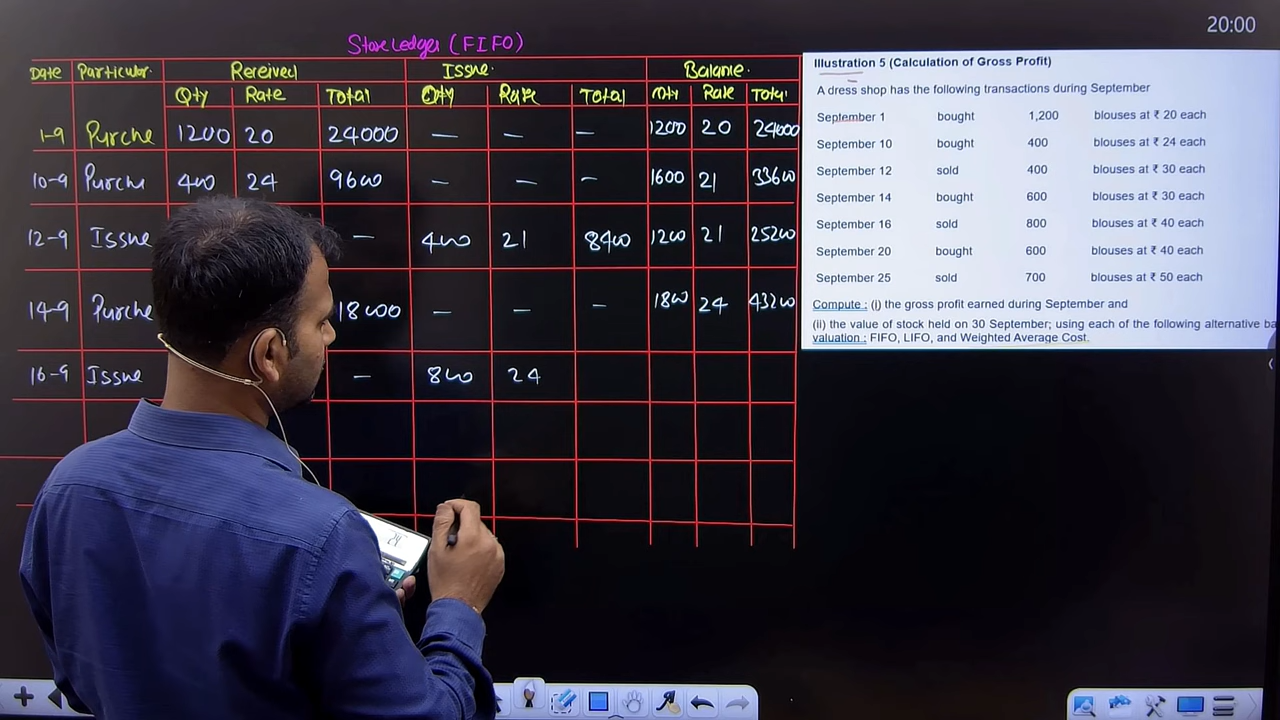 20:00
Store Ledger (FIFO)
Date Particular. Received Issue. Balance.
Qty Rate Total Qty Rate Total Qty Rate Total
1-9 Purche 1200 20 24000 — — — 1200 20 24000
10-9 Purche 400 24 9600 — — — 1600 21 33600
12-9 Issue — 400 21 8400 1200 21 25200
14-9 Purche 18000 — — — 1800 24 43200
16-9 Issue — 800 24
Illustration 5 (Calculation of Gross Profit)
A dress shop has the following transactions during September
September 1 bought 1,200 blouses at ₹ 20 each
September 10 bought 400 blouses at ₹ 24 each
September 12 sold 400 blouses at ₹ 30 each
September 14 bought 600 blouses at ₹ 30 each
September 16 sold 800 blouses at ₹ 40 each
September 20 bought 600 blouses at ₹ 40 each
September 25 sold 700 blouses at ₹ 50 each
Compute : (i) the gross profit earned during September and
(ii) the value of stock held on 30 September; using each of the following alternative ba
valuation : FIFO, LIFO, and Weighted Average Cost.